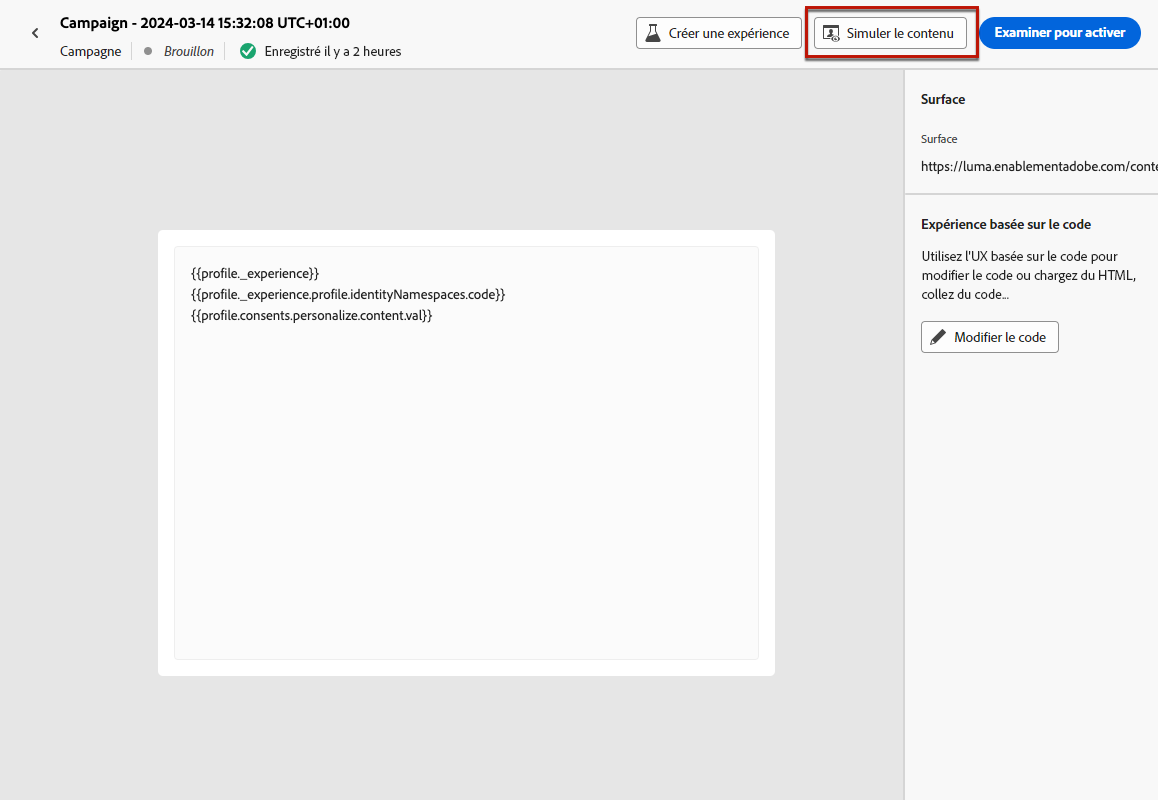 Campaign - 2024-03-14 15:32:08 UTC+01:00
Campagne
Brouillon
Enregistré il y a 2 heures
Créer une expérience
Simuler le contenu
Examiner pour activer
{{profile._experience}}
{{profile._experience.profile.identityNamespaces.code}}
{{profile.consents.personalize.content.val}}
Surface
Surface
https://luma.enablementadobe.com/conte
Expérience basée sur le code
Utilisez l'UX basée sur le code pour
modifier le code ou chargez du HTML,
collez du code...
Modifier le code